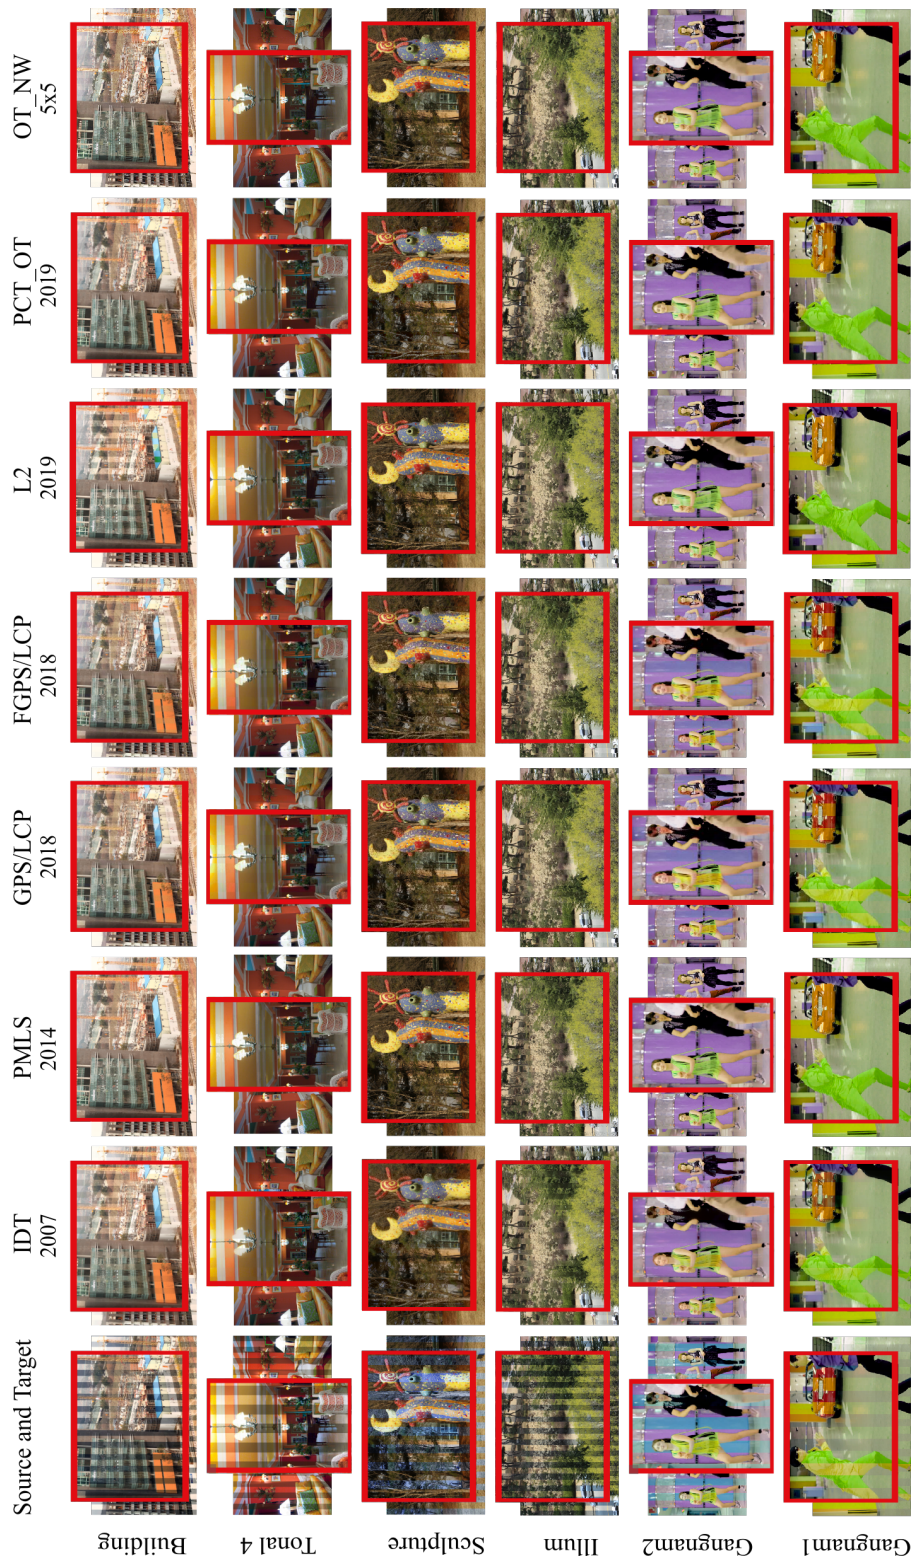 Source and Target
IDT
2007
PMLS
2014
GPS/LCP
2018
FGPS/LCP
2018
L2
2019
PCT_OT
2019
OT_NW
5x5
Building
Tonal 4
Sculpture
Illum
Gangnam2
Gangnam1